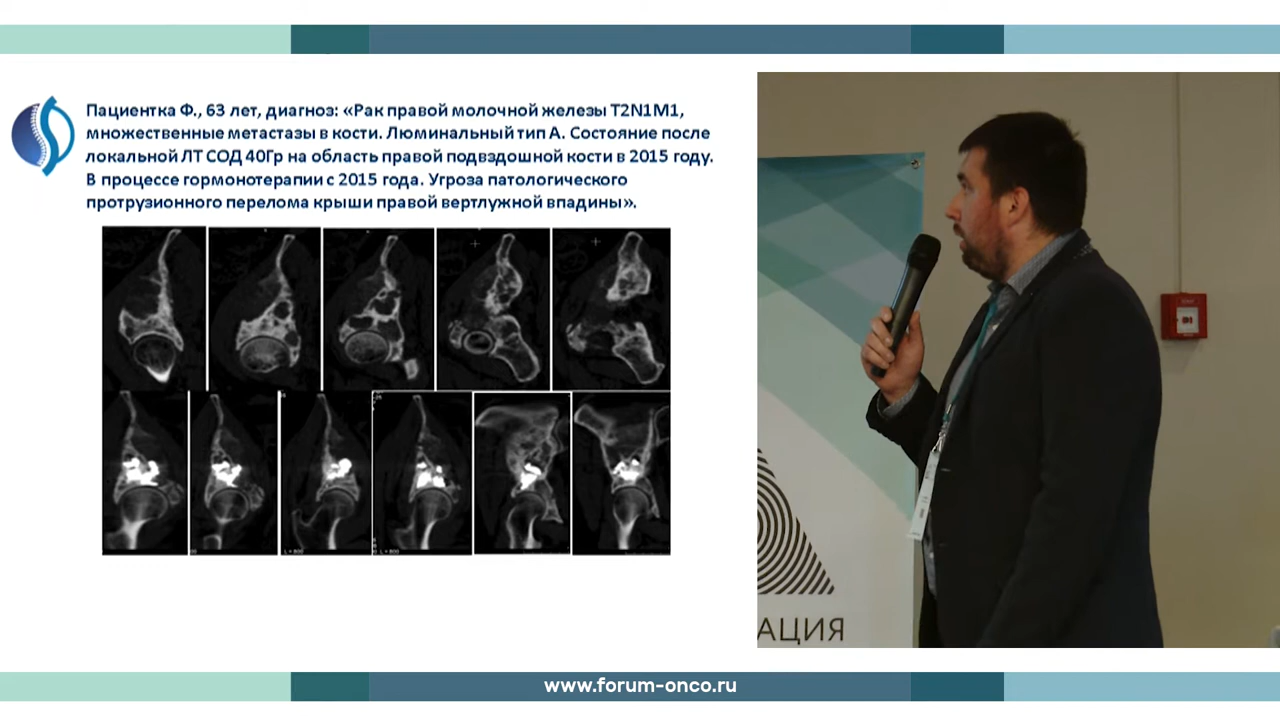 Пациентка Ф., 63 лет, диагноз: «Рак правой молочной железы T2N1M1,
множественные метастазы в кости. Люминальный тип А. Состояние после
локальной ЛТ СОД 40Гр на область правой подвздошной кости в 2015 году.
В процессе гормонотерапии с 2015 года. Угроза патологического
протрузионного перелома крыши правой вертлужной впадины».
АЦИЯ
www.forum-onco.ru